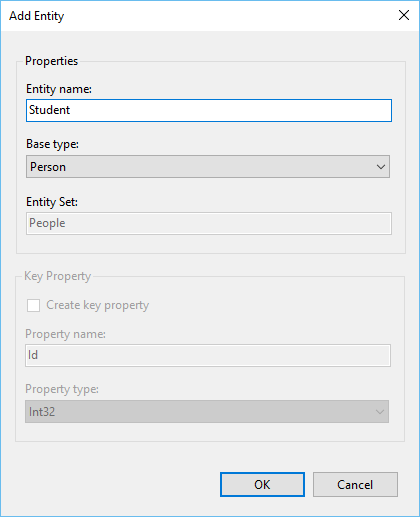 Add Entity
Properties
Entity name:
Student
Base type:
Person
Entity Set:
People
Key Property
Create key property
Property name:
Id
Property type:
Int32
OK Cancel